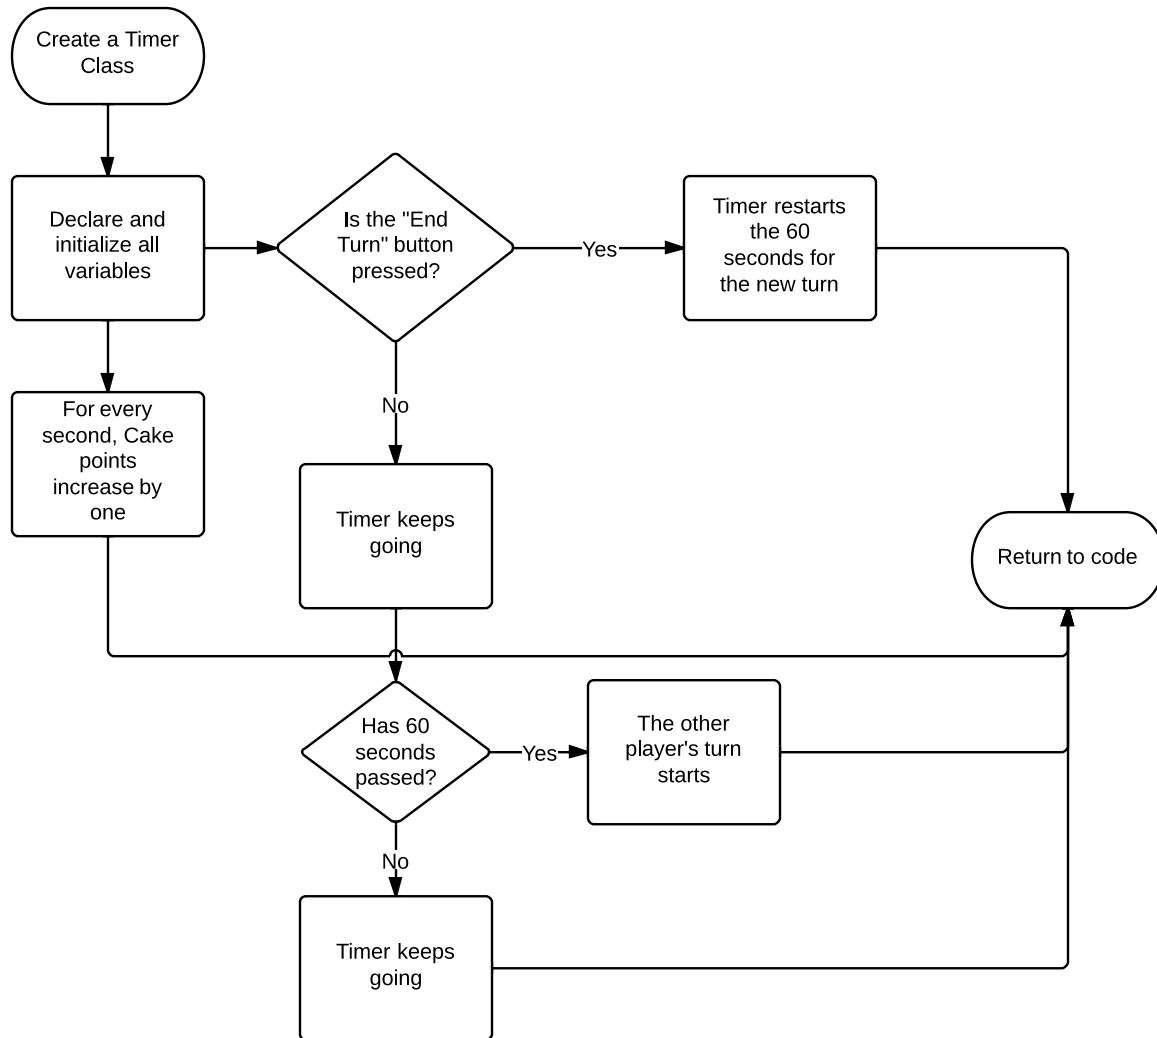 Create a Timer
Class
Declare and
initialize all
variables
Is the "End
Turn" button
pressed?
Yes
Timer restarts
the 60
seconds for
the new turn
No
For every
second, Cake
points
increase by
one
Timer keeps
going
Return to code
Has 60
seconds
passed?
Yes
The other
player's turn
starts
No
Timer keeps
going